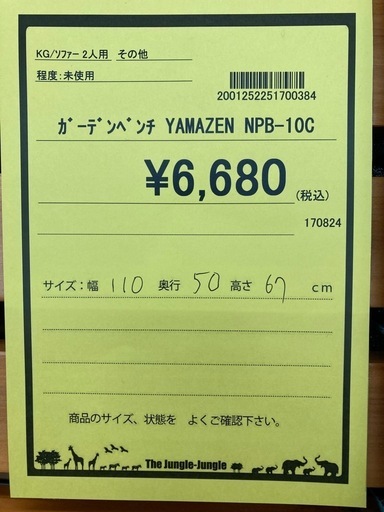 KG/ソファー2人用 その他
程度:未使用
2001252251700384
ｶﾞｰﾃﾞﾝﾍﾞﾝﾁ YAMAZEN NPB-10C
¥6,680(税込)
170824
サイズ:幅 110 奥行 50 高さ 67 cm
商品のサイズ、状態を よくご確認下さい。
The Jungle-Jungle